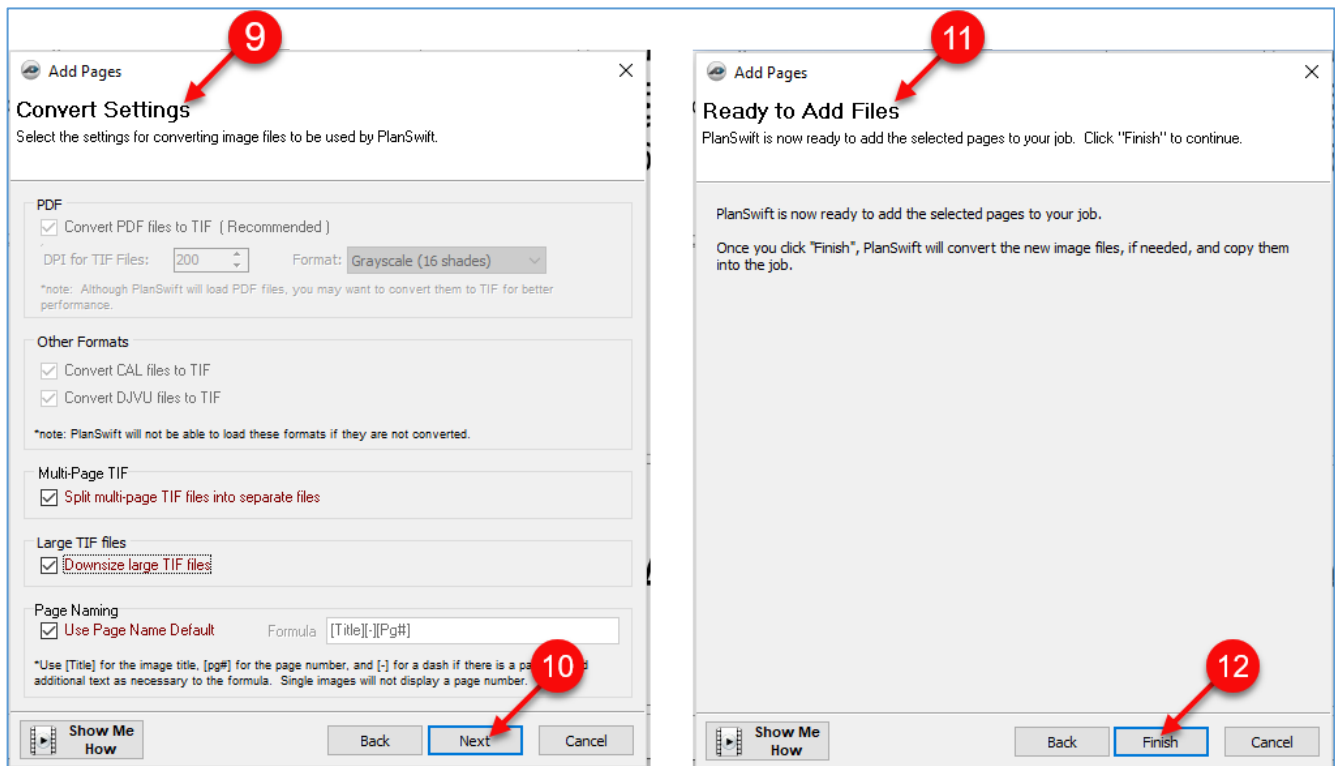 9
Add Pages
Convert Settings
Select the settings for converting image files to be used by PlanSwift.
PDF
Convert PDF files to TIF ( Recommended )
DPI for TIF Files: 200 Format: Grayscale (16 shades)
*note: Although PlanSwift will load PDF files, you may want to convert them to TIF for better
performance.
Other Formats
Convert CAL files to TIF
Convert DJVU files to TIF
*note: PlanSwift will not be able to load these formats if they are not converted.
Multi-Page TIF
Split multi-page TIF files into separate files
Large TIF files
Downsize large TIF files
Page Naming
Use Page Name Default Formula [Title][-][Pg#]
*Use [Title] for the image title, [pg#] for the page number, and [-] for a dash if there is a
additional text as necessary to the formula. Single images will not display a page number.
10
Show Me
How
Back Next Cancel
11
Add Pages
Ready to Add Files
PlanSwift is now ready to add the selected pages to your job. Click "Finish" to continue.
PlanSwift is now ready to add the selected pages to your job.
Once you click "Finish", PlanSwift will convert the new image files, if needed, and copy them
into the job.
12
Show Me
How
Back Finish Cancel